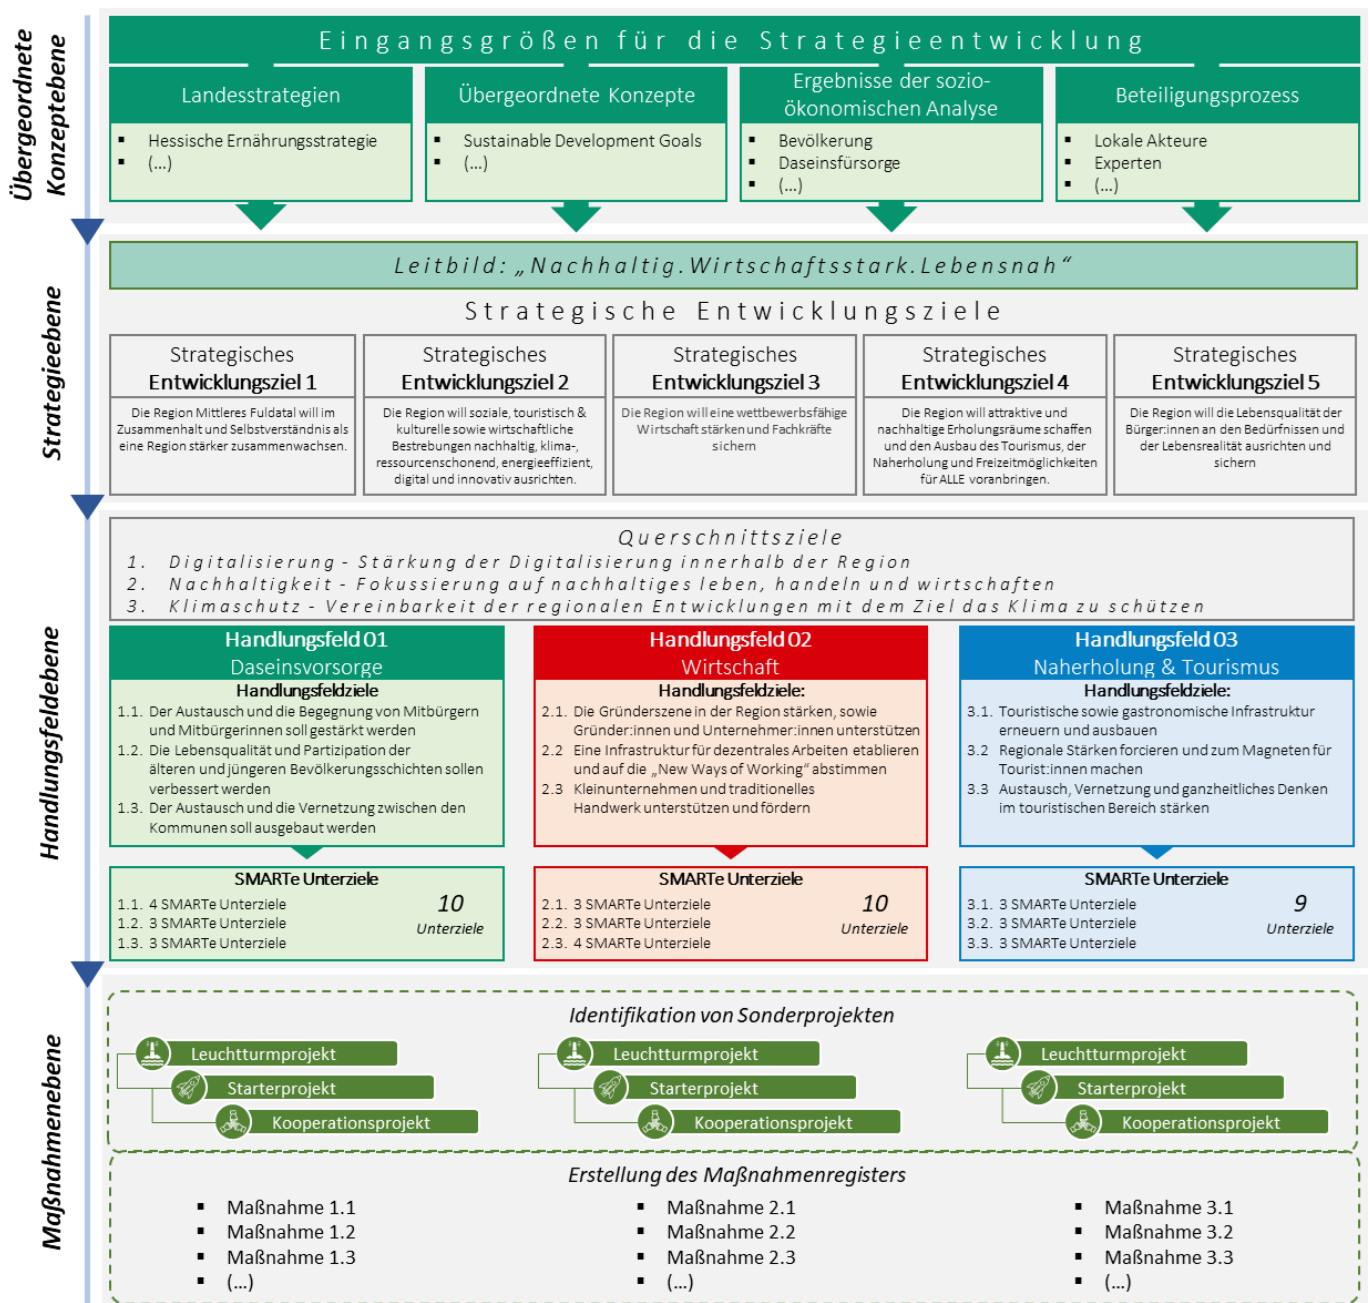 Übergeordnete
Konzeptebene
Eingangsgrößen für die Strategieentwicklung
Landesstrategien
▪ Hessische Ernährungsstrategie
▪ (...)
Übergeordnete Konzepte
▪ Sustainable Development Goals
▪ (...)
Ergebnisse der sozio-
ökonomischen Analyse
▪ Bevölkerung
▪ Daseinsfürsorge
▪ (...)
Beteiligungsprozess
▪ Lokale Akteure
▪ Experten
▪ (...)
Strategieebene
Leitbild: „Nachhaltig.Wirtschaftsstark.Lebensnah“
Strategische Entwicklungsziele
Strategisches
Entwicklungsziel 1
Die Region Mittleres Fuldatal will im
Zusammenhalt und Selbstverständnis als
eine Region stärker zusammenwachsen.
Strategisches
Entwicklungsziel 2
Die Region will soziale, touristisch &
kulturelle sowie wirtschaftliche
Bestrebungen nachhaltig, klima-,
ressourcenschonend, energieeffizient,
digital und innovativ ausrichten.
Strategisches
Entwicklungsziel 3
Die Region will eine wettbewerbsfähige
Wirtschaft stärken und Fachkräfte
sichern
Strategisches
Entwicklungsziel 4
Die Region will attraktive und
nachhaltige Erholungsräume schaffen
und den Ausbau des Tourismus, der
Naherholung und Freizeitmöglichkeiten
für ALLE voranbringen.
Strategisches
Entwicklungsziel 5
Die Region will die Lebensqualität der
Bürger:innen an den Bedürfnissen und
der Lebensrealität ausrichten und
sichern
Handlungsfeldebene
Querschnittsziele
1. Digitalisierung - Stärkung der Digitalisierung innerhalb der Region
2. Nachhaltigkeit - Fokussierung auf nachhaltiges leben, handeln und wirtschaften
3. Klimaschutz - Vereinbarkeit der regionalen Entwicklungen mit dem Ziel das Klima zu schützen
Handlungsfeld 01
Daseinsvorsorge
Handlungsfeldziele
1.1. Der Austausch und die Begegnung von Mitbürgern
und Mitbürgerinnen soll gestärkt werden
1.2. Die Lebensqualität und Partizipation der
älteren und jüngeren Bevölkerungsschichten sollen
verbessert werden
1.3. Der Austausch und die Vernetzung zwischen den
Kommunen soll ausgebaut werden
Handlungsfeld 02
Wirtschaft
Handlungsfeldziele:
2.1. Die Gründerszene in der Region stärken, sowie
Gründer:innen und Unternehmer:innen unterstützen
2.2 Eine Infrastruktur für dezentrales Arbeiten etablieren
und auf die „New Ways of Working“ abstimmen
2.3 Kleinunternehmen und traditionelles
Handwerk unterstützen und fördern
Handlungsfeld 03
Naherholung & Tourismus
Handlungsfeldziele:
3.1. Touristische sowie gastronomische Infrastruktur
erneuern und ausbauen
3.2 Regionale Stärken forcieren und zum Magneten für
Tourist:innen machen
3.3 Austausch, Vernetzung und ganzheitliches Denken
im touristischen Bereich stärken
SMARTe Unterziele
1.1. 4 SMARTe Unterziele
1.2. 3 SMARTe Unterziele
1.3. 3 SMARTe Unterziele
10
Unterziele
SMARTe Unterziele
2.1. 3 SMARTe Unterziele
2.2. 3 SMARTe Unterziele
2.3. 4 SMARTe Unterziele
10
Unterziele
SMARTe Unterziele
3.1. 3 SMARTe Unterziele
3.2. 3 SMARTe Unterziele
3.3. 3 SMARTe Unterziele
9
Unterziele
Maßnahmenebene
Identifikation von Sonderprojekten
Leuchtturmprojekt
Starterprojekt
Kooperationsprojekt
Leuchtturmprojekt
Starterprojekt
Kooperationsprojekt
Leuchtturmprojekt
Starterprojekt
Kooperationsprojekt
Erstellung des Maßnahmenregisters
▪ Maßnahme 1.1
▪ Maßnahme 1.2
▪ Maßnahme 1.3
▪ (...)
▪ Maßnahme 2.1
▪ Maßnahme 2.2
▪ Maßnahme 2.3
▪ (...)
▪ Maßnahme 3.1
▪ Maßnahme 3.2
▪ Maßnahme 3.3
▪ (...)